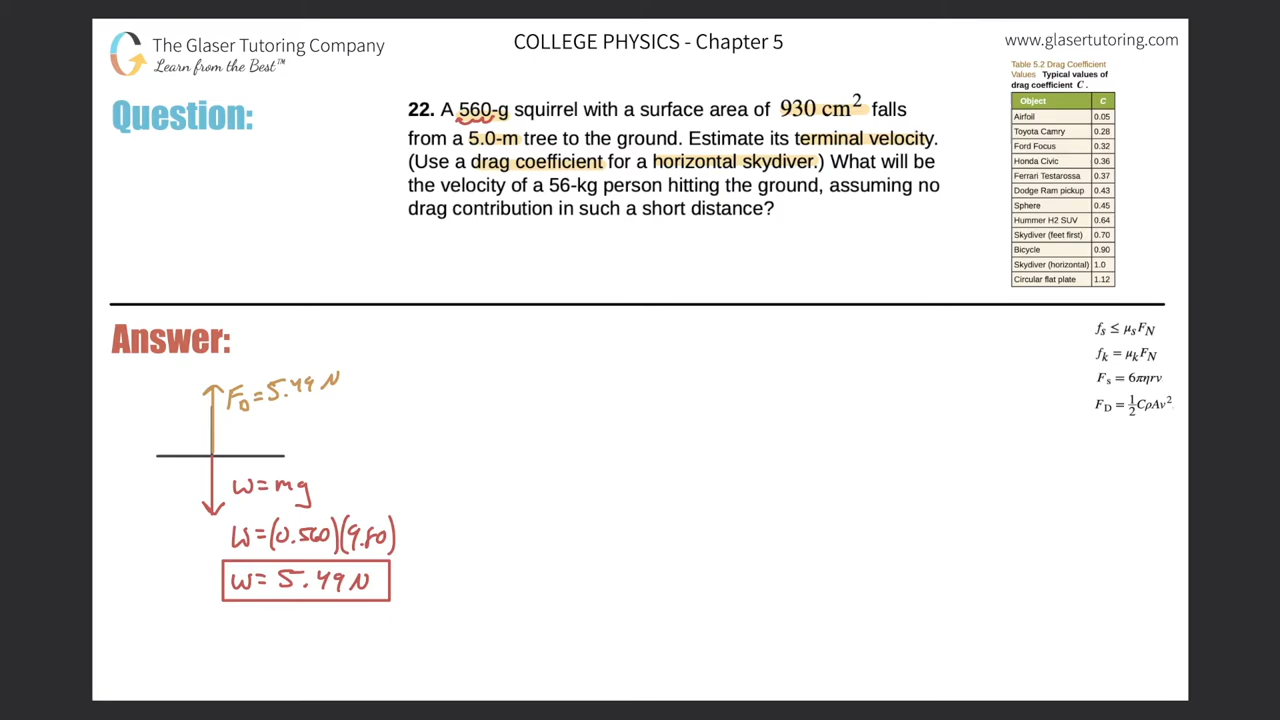 The Glaser Tutoring Company
Learn from the Best™
COLLEGE PHYSICS - Chapter 5
www.glasertutoring.com
Question:
22. A 560-g squirrel with a surface area of 930 cm² falls
from a 5.0-m tree to the ground. Estimate its terminal velocity.
(Use a drag coefficient for a horizontal skydiver.) What will be
the velocity of a 56-kg person hitting the ground, assuming no
drag contribution in such a short distance?
Table 5.2 Drag Coefficient
Values Typical values of
drag coefficient C.
Object C
Airfoil 0.05
Toyota Camry 0.28
Ford Focus 0.32
Honda Civic 0.36
Ferrari Testarossa 0.37
Dodge Ram pickup 0.43
Sphere 0.45
Hummer H2 SUV 0.64
Skydiver (feet first) 0.70
Bicycle 0.90
Skydiver (horizontal) 1.0
Circular flat plate 1.12
Answer:
F_D = 5.49 N
W = mg
W = (0.560)(9.80)
W = 5.49 N
f_s ≤ μ_s F_N
f_k = μ_k F_N
F_s = 6πηrv
F_D = ½CρAv²